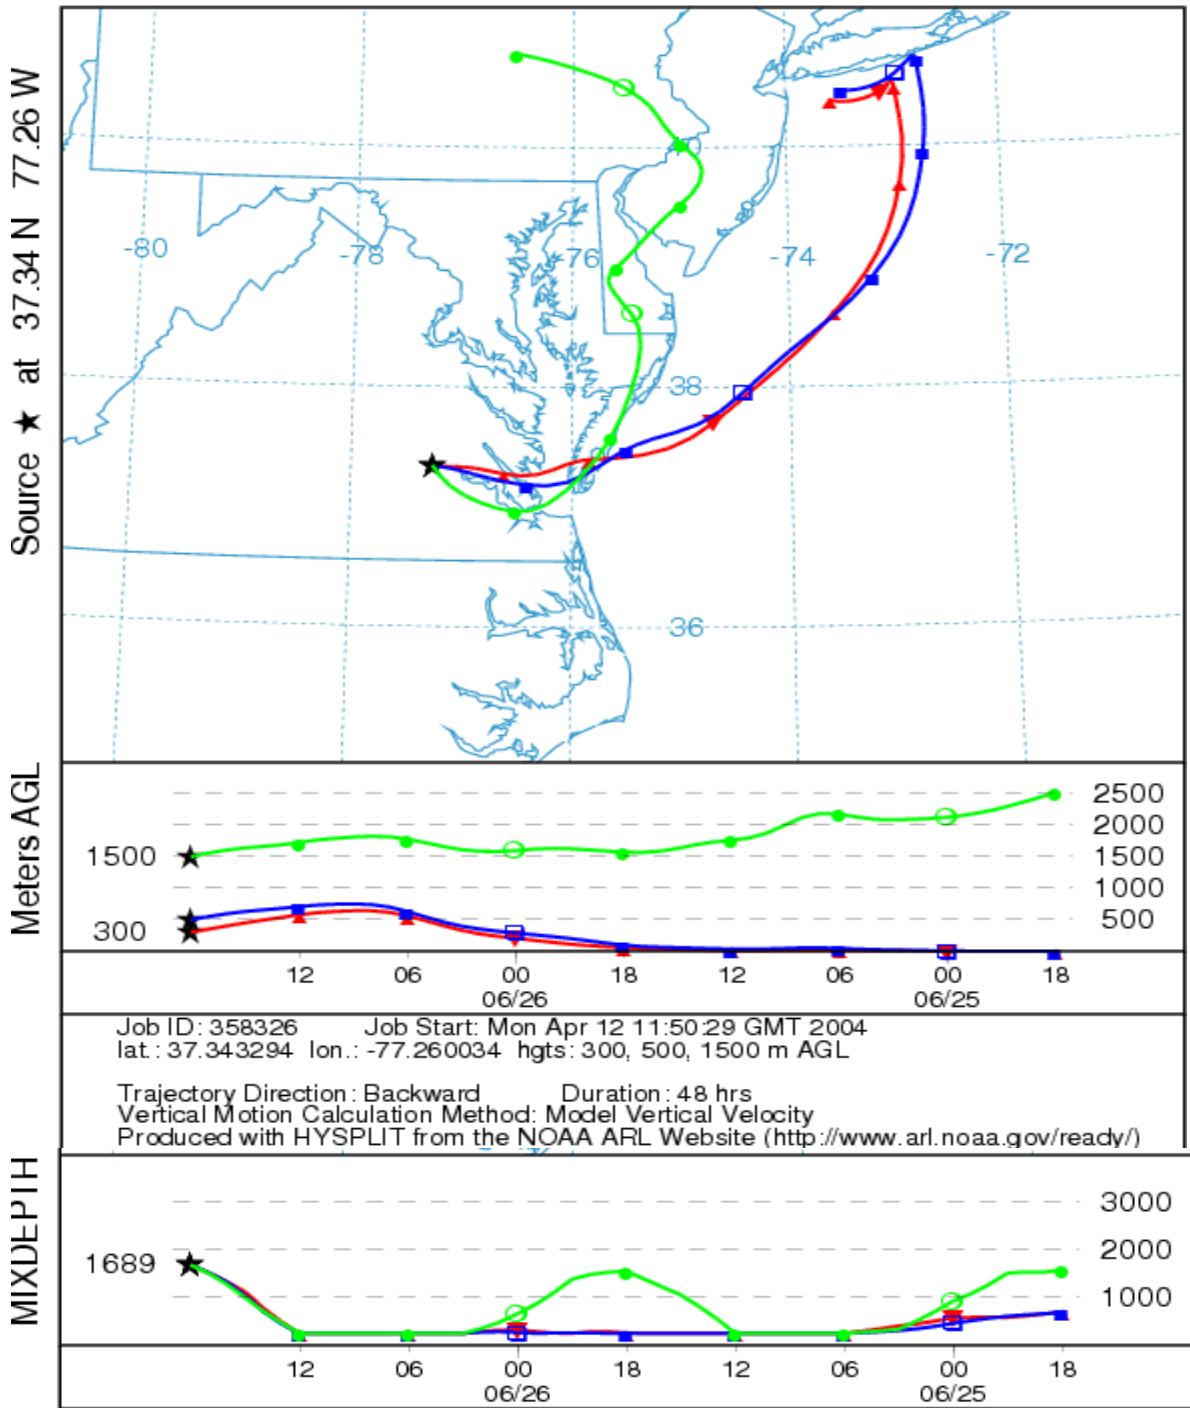 Source ★ at 37.34 N 77.26 W
-80
-78
-76
-74
-72
40
38
36
Meters AGL
1500
300
2500
2000
1500
1000
500
12 06 00 18 12 06 00 18
06/26 06/25
Job ID: 358326 Job Start: Mon Apr 12 11:50:29 GMT 2004
lat.: 37.343294 lon.: -77.260034 hgts: 300, 500, 1500 m AGL
Trajectory Direction: Backward Duration: 48 hrs
Vertical Motion Calculation Method: Model Vertical Velocity
Produced with HYSPLIT from the NOAA ARL Website (http://www.arl.noaa.gov/ready/)
MIXDEPTH
1689
3000
2000
1000
12 06 00 18 12 06 00 18
06/26 06/25